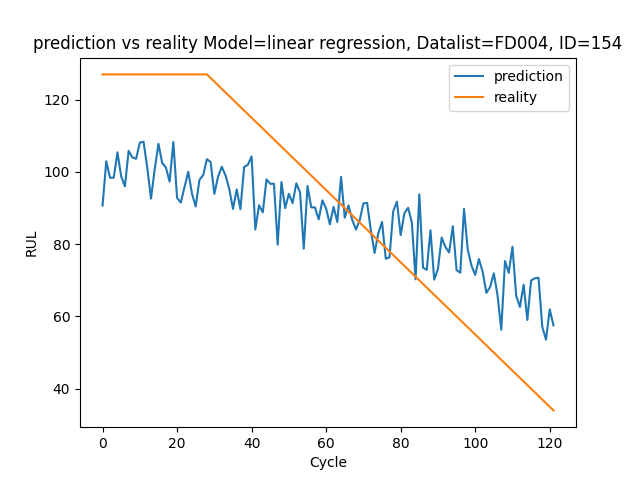 prediction vs reality Model=linear regression, Datalist=FD004, ID=154
prediction
reality
120
100
80
60
40
RUL
0 20 40 60 80 100 120
Cycle